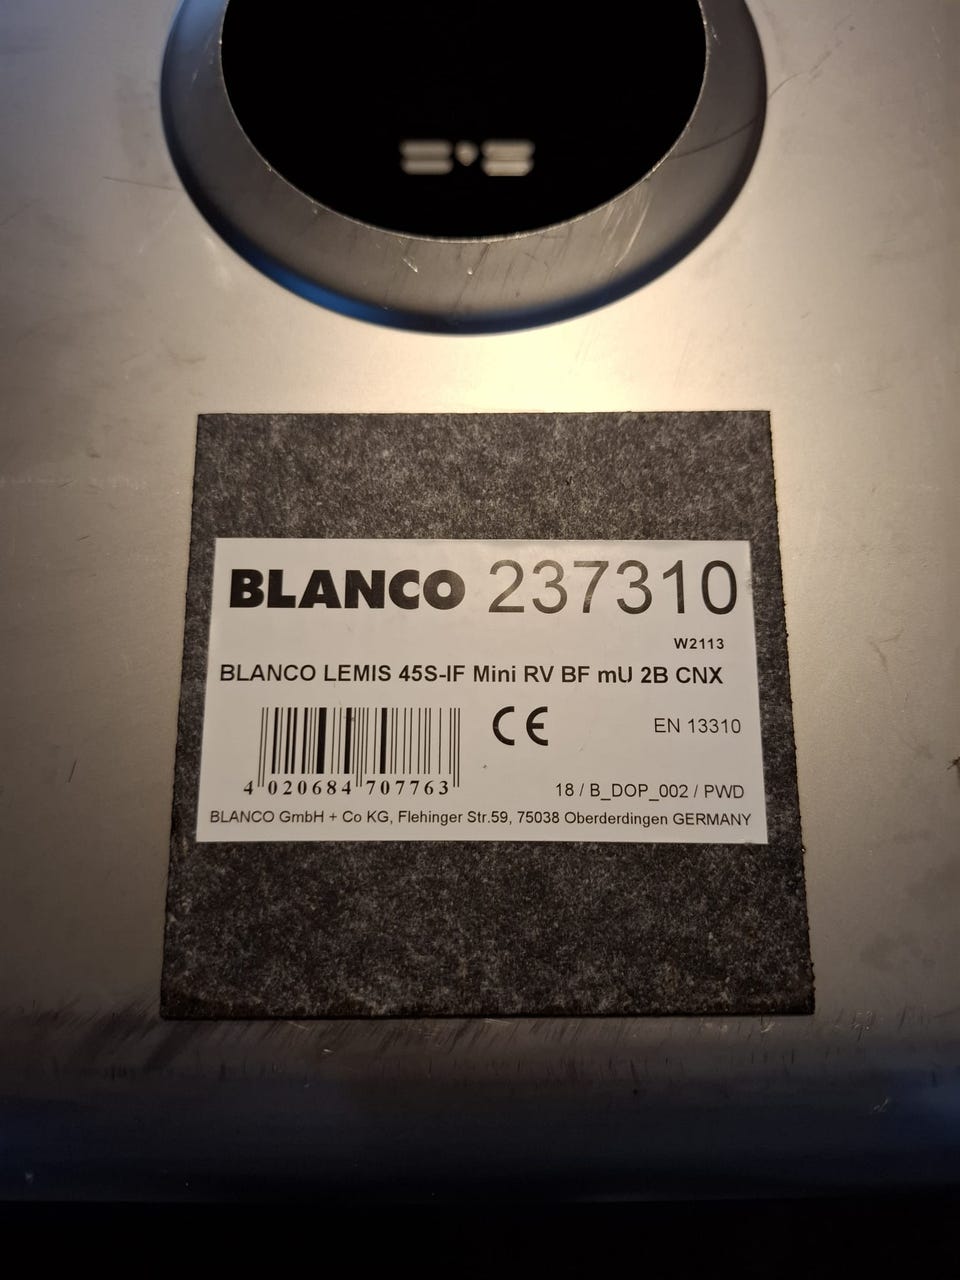 BLANCO 237310
W2113
BLANCO LEMIS 45S-IF Mini RV BF mU 2B CNX
CE
EN 13310
4 020684 707763
18 / B_DOP_002 / PWD
BLANCO GmbH + Co KG, Flehinger Str.59, 75038 Oberderdingen GERMANY